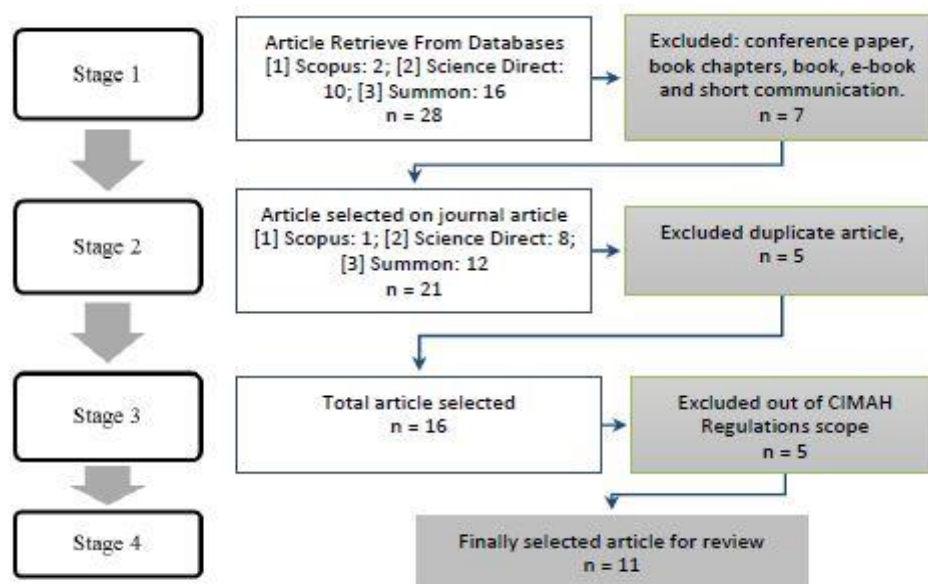 Stage 1
Article Retrieve From Databases
[1] Scopus: 2; [2] Science Direct:
10; [3] Summon: 16
n = 28
Excluded: conference paper,
book chapters, book, e-book
and short communication.
n = 7
Stage 2
Article selected on journal article
[1] Scopus: 1; [2] Science Direct: 8;
[3] Summon: 12
n = 21
Excluded duplicate article,
n = 5
Stage 3
Total article selected
n = 16
Excluded out of CIMAH
Regulations scope
n = 5
Stage 4
Finally selected article for review
n = 11